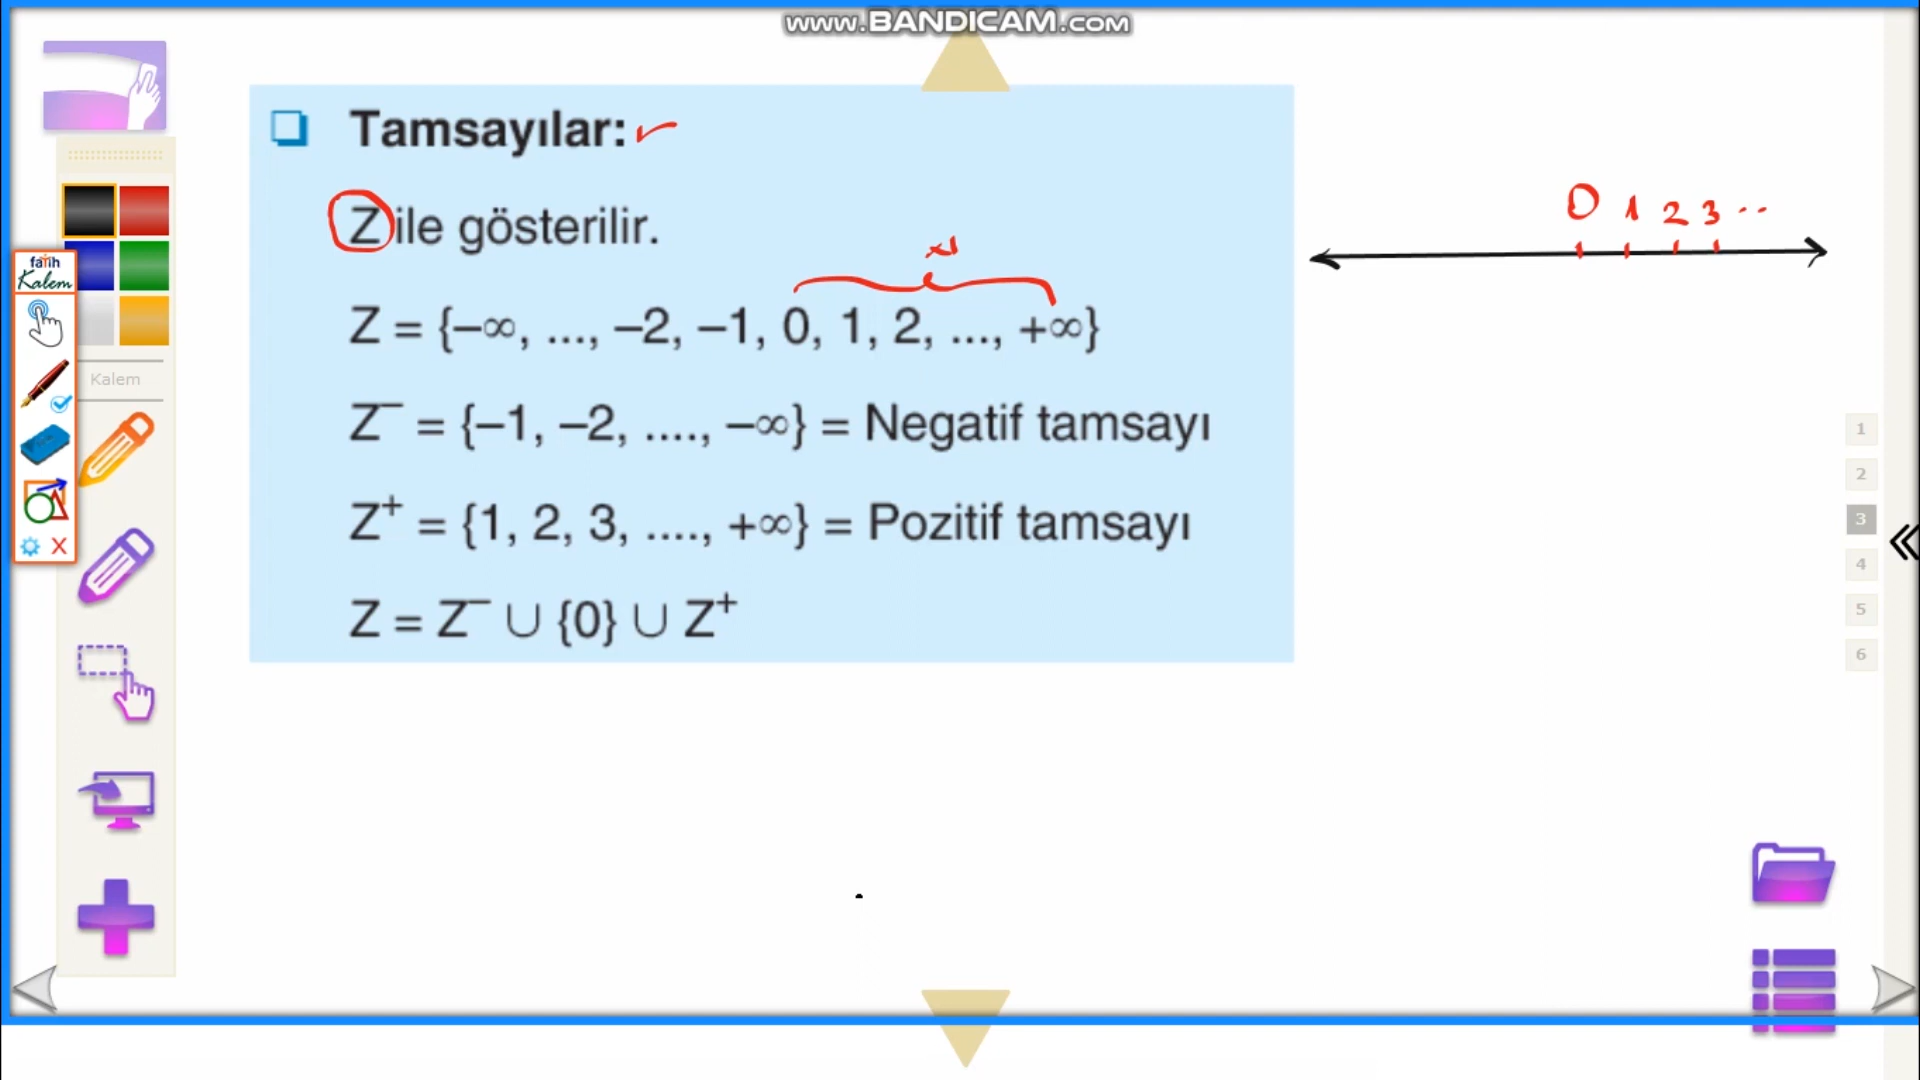 www.BANDICAM.com
Tamsayılar:
Z ile gösterilir.
Z = {–∞, ..., –2, –1, 0, 1, 2, ..., +∞}
Z⁻ = {–1, –2, ...., –∞} = Negatif tamsayı
Z⁺ = {1, 2, 3, ...., +∞} = Pozitif tamsayı
Z = Z⁻ ∪ {0} ∪ Z⁺
0 1 2 3 ..
fatih
Kalem
Kalem
1
2
3
4
5
6